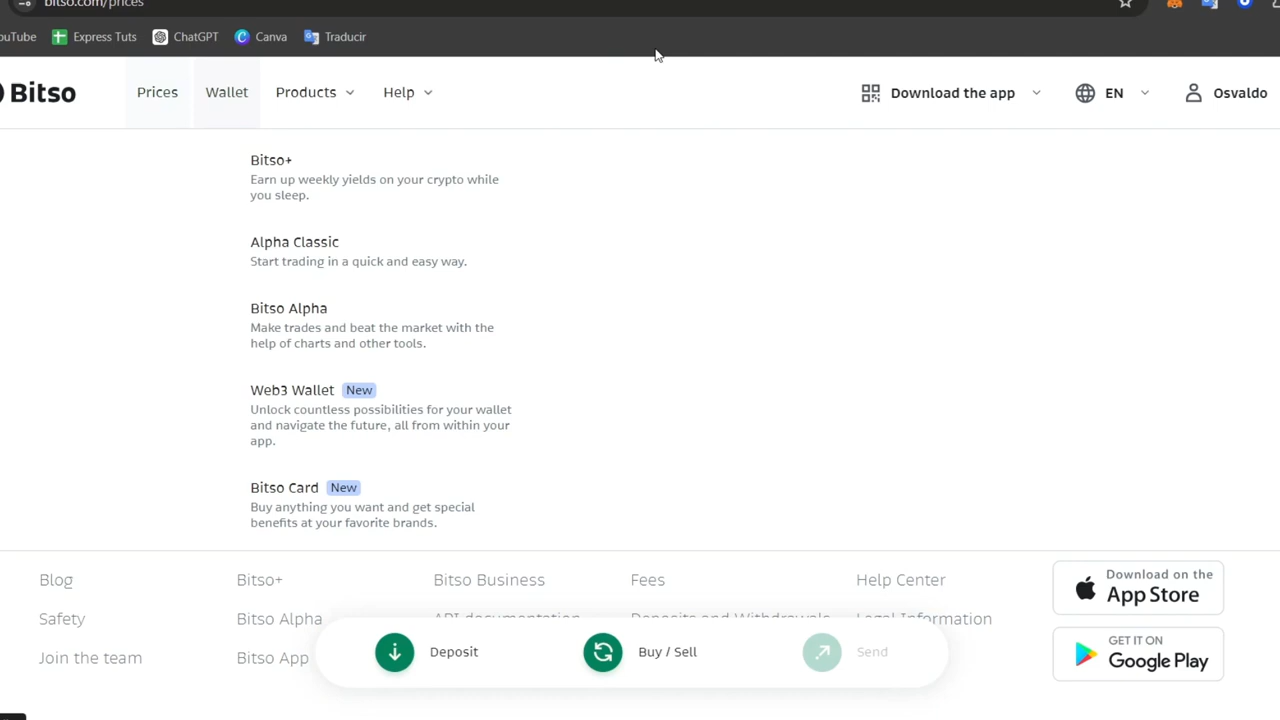 bitso.com/prices
ouTube Express Tuts ChatGPT Canva Traducir
Bitso Prices Wallet Products Help Download the app EN Osvaldo
Bitso+
Earn up weekly yields on your crypto while
you sleep.
Alpha Classic
Start trading in a quick and easy way.
Bitso Alpha
Make trades and beat the market with the
help of charts and other tools.
Web3 Wallet New
Unlock countless possibilities for your wallet
and navigate the future, all from within your
app.
Bitso Card New
Buy anything you want and get special
benefits at your favorite brands.
Blog Bitso+ Bitso Business Fees Help Center
Download on the
App Store
Safety Bitso Alpha API documentation Deposits and Withdrawals Legal Information
Join the team Bitso App
Deposit Buy / Sell Send
GET IT ON
Google Play